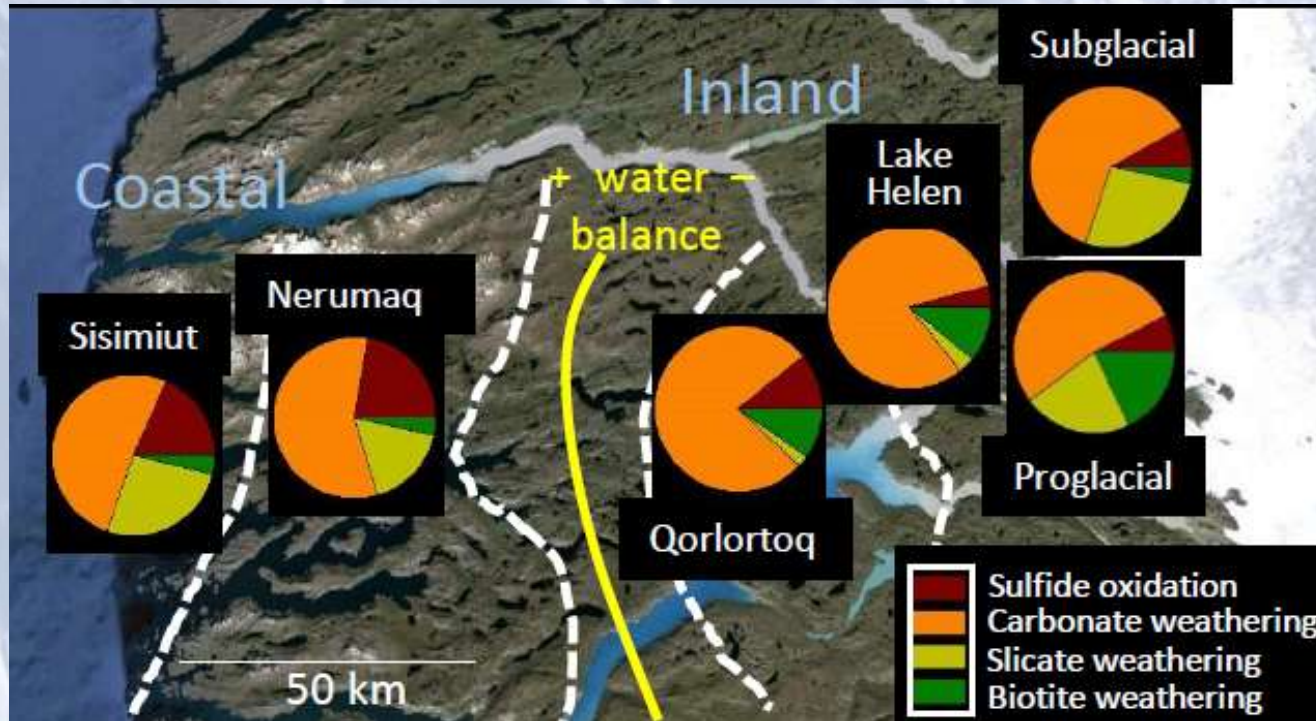 Subglacial
Inland
Coastal
Lake
Helen
+ water –
balance
Nerumaq
Sisimiut
Proglacial
Qorlortoq
Sulfide oxidation
Carbonate weathering
Slicate weathering
Biotite weathering
50 km